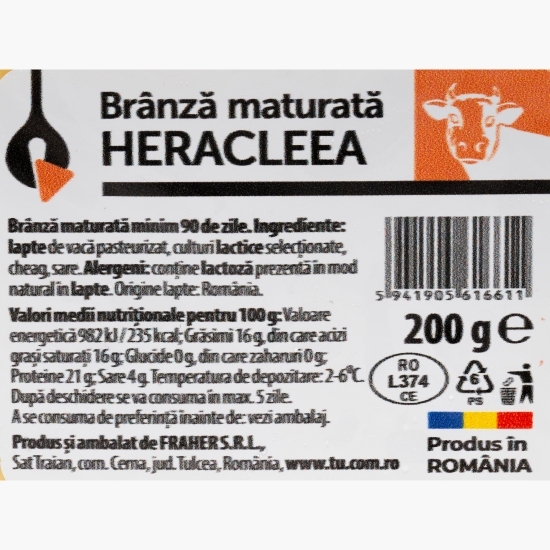 Brânză maturată
HERACLEEA
Brânză maturată minim 90 de zile. Ingrediente:
lapte de vacă pasteurizat, culturi lactice selecționate,
cheag, sare. Alergeni: conține lactoză prezentă în mod
natural în lapte. Origine lapte: România.
Valori medii nutriționale pentru 100 g: Valoare
energetică 982 kJ / 235 kcal; Grăsimi 16 g, din care acizi
grași saturați 16 g; Glucide 0 g, din care zaharuri 0 g;
Proteine 21 g; Sare 4 g. Temperatura de depozitare: 2-6°C.
După deschidere se va consuma în max. 5 zile.
A se consuma de preferință înainte de: vezi ambalaj.
Produs și ambalat de FRAHER S.R.L.,
Sat Traian, com. Cerna, jud. Tulcea, România, www.tu.com.ro
5 941905 616611
200 g e
RO
L374
CE
6
PS
Produs în
ROMÂNIA